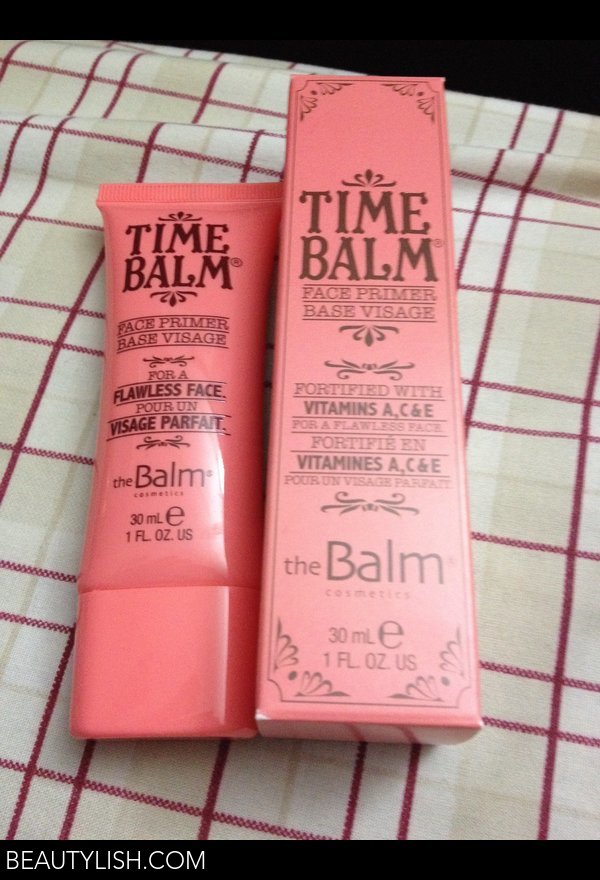 TIME
BALM®
FACE PRIMER
BASE VISAGE
FOR A
FLAWLESS FACE.
POUR UN
VISAGE PARFAIT.
the Balm®
cosmetics
30 mL e
1 FL. OZ. US
TIME
BALM®
FACE PRIMER
BASE VISAGE
FORTIFIED WITH
VITAMINS A,C&E
FOR A FLAWLESS FACE
FORTIFIÉ EN
VITAMINES A,C&E
POUR UN VISAGE PARFAIT
the Balm®
cosmetics
30 mL e
1 FL. OZ. US
BEAUTYLISH.COM